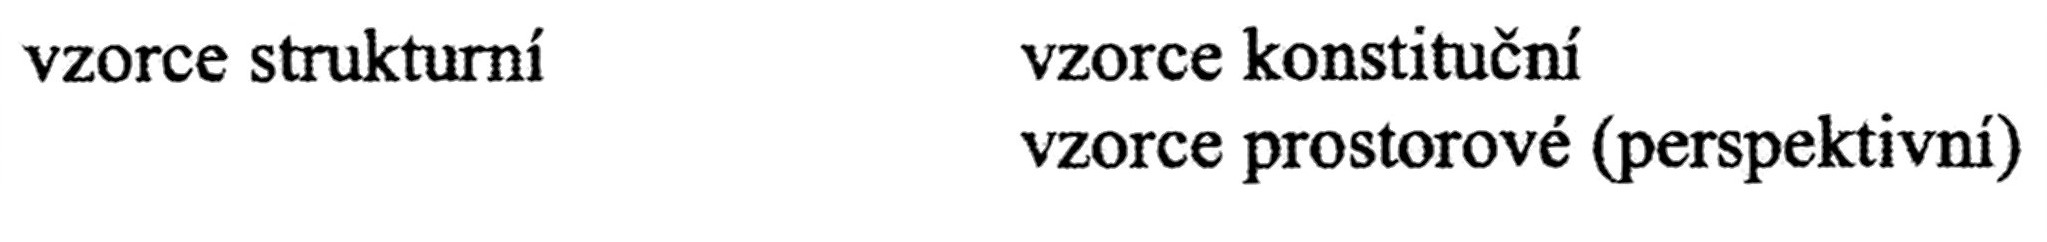 vzorce strukturní vzorce konstituční
vzorce prostorové (perspektivní)